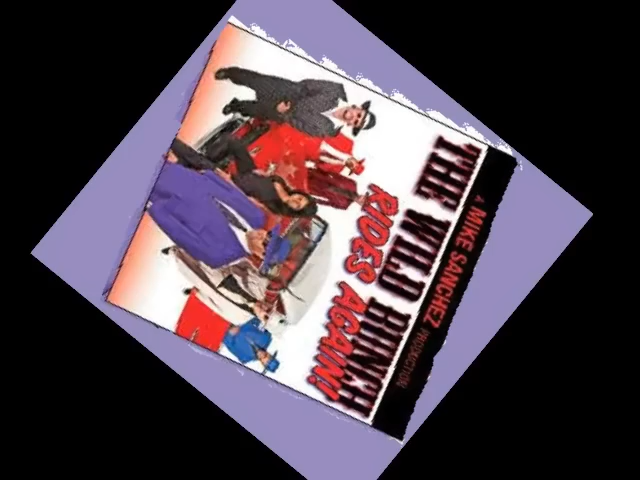 A MIKE SANCHEZ PRODUCTION
THE WILD BUNCH
RIDES AGAIN!